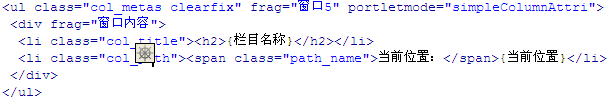 <ul class="col_metas clearfix" frag="窗口5" portletmode="simpleColumnAttri">
<div frag="窗口内容">
<li class="col_title"><h2>{栏目名称}</h2></li>
<li class="col_ th"><span class="path_name">当前位置：</span>{当前位置}</li>
</div>
</ul>